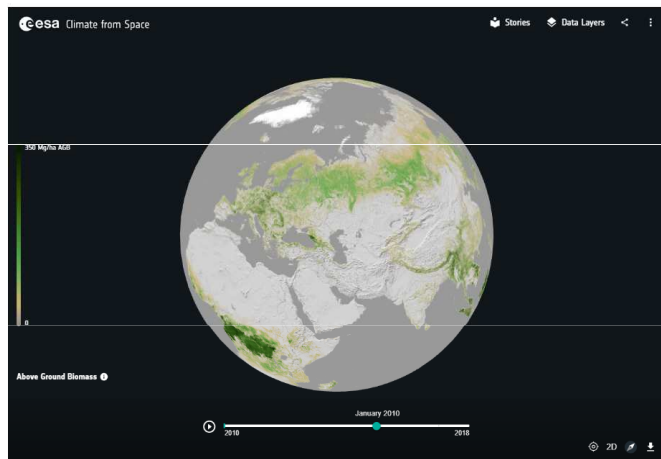 esa Climate from Space
Stories Data Layers
350 Mg/ha AGB
0
Above Ground Biomass
January 2010
2010 2018
2D